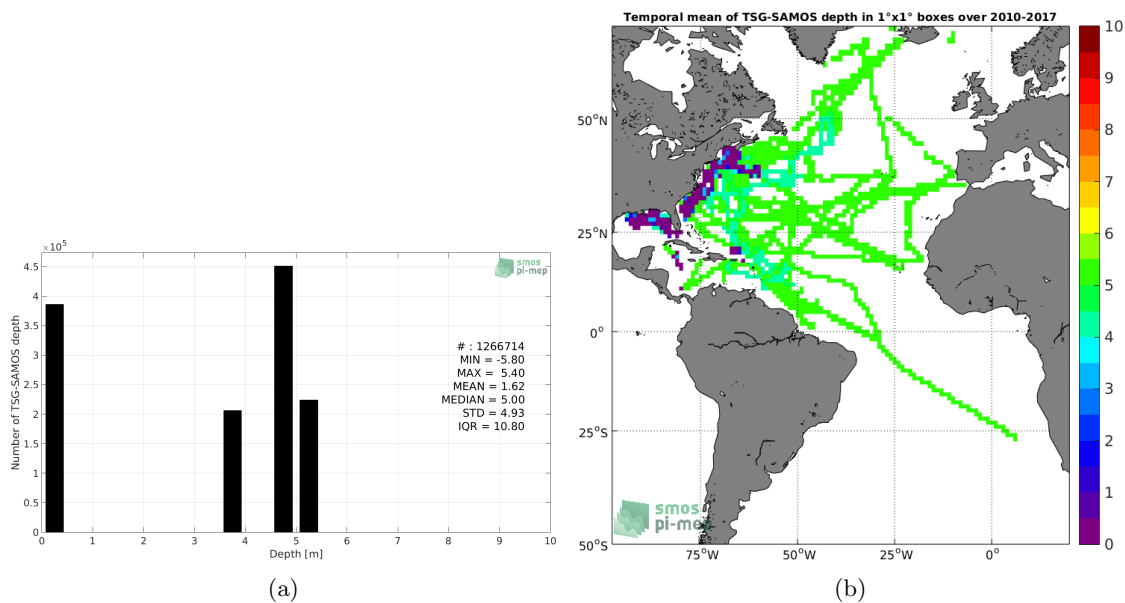 ×10⁵
4.5
4
3.5
3
2.5
2
1.5
1
0.5
0
Number of TSG-SAMOS depth
smos
pi-mep
# : 1266714
MIN = -5.80
MAX = 5.40
MEAN = 1.62
MEDIAN = 5.00
STD = 4.93
IQR = 10.80
0 1 2 3 4 5 6 7 8 9 10
Depth [m]
(a)
Temporal mean of TSG-SAMOS depth in 1°x1° boxes over 2010-2017
50°N
25°N
0°
25°S
50°S
75°W 50°W 25°W 0°
smos
pi-mep
10
9
8
7
6
5
4
3
2
1
0
(b)